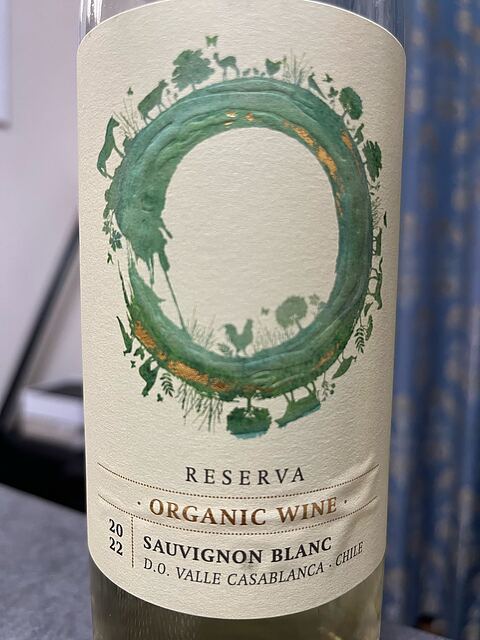 RESERVA
· ORGANIC WINE ·
20
22
SAUVIGNON BLANC
D.O. VALLE CASABLANCA · CHILE